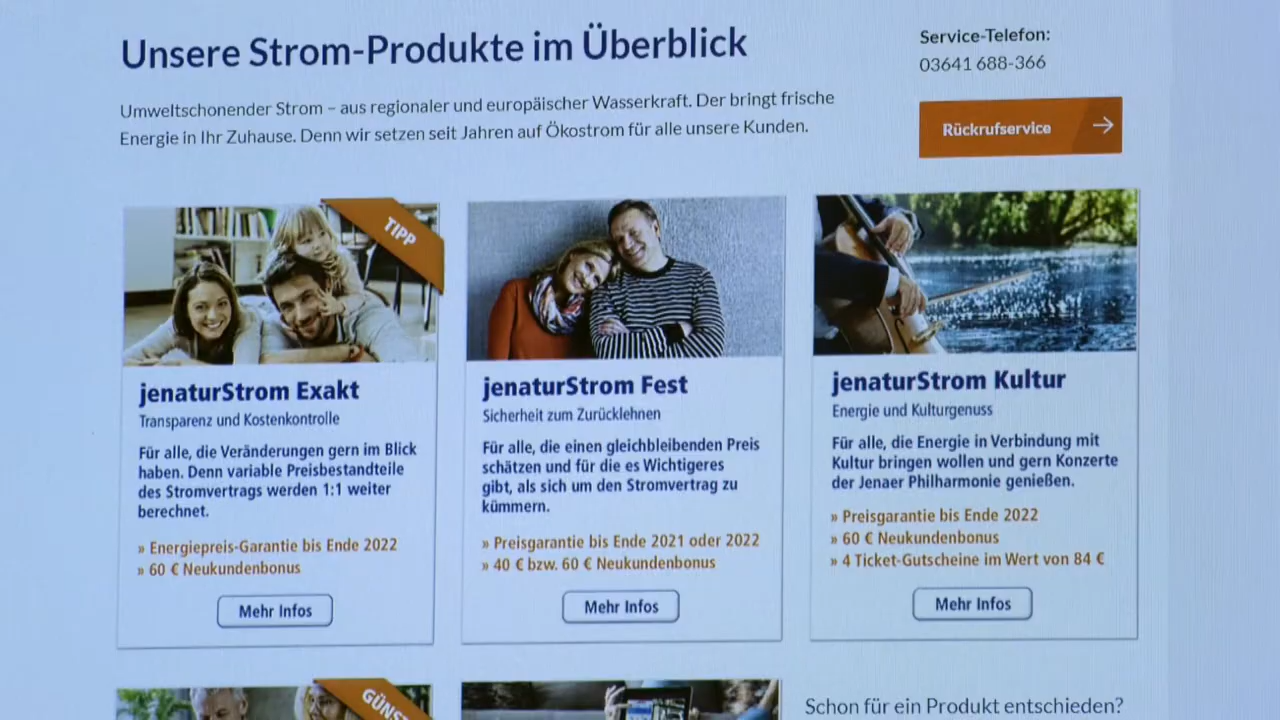 Unsere Strom-Produkte im Überblick
Service-Telefon:
03641 688-366
Umweltschonender Strom – aus regionaler und europäischer Wasserkraft. Der bringt frische
Energie in Ihr Zuhause. Denn wir setzen seit Jahren auf Ökostrom für alle unsere Kunden.
Rückrufservice
TIPP
jenaturStrom Exakt
Transparenz und Kostenkontrolle
Für alle, die Veränderungen gern im Blick
haben. Denn variable Preisbestandteile
des Stromvertrags werden 1:1 weiter
berechnet.
» Energiepreis-Garantie bis Ende 2022
» 60 € Neukundenbonus
Mehr Infos
jenaturStrom Fest
Sicherheit zum Zurücklehnen
Für alle, die einen gleichbleibenden Preis
schätzen und für die es Wichtigeres
gibt, als sich um den Stromvertrag zu
kümmern.
» Preisgarantie bis Ende 2021 oder 2022
» 40 € bzw. 60 € Neukundenbonus
Mehr Infos
jenaturStrom Kultur
Energie und Kulturgenuss
Für alle, die Energie in Verbindung mit
Kultur bringen wollen und gern Konzerte
der Jenaer Philharmonie genießen.
» Preisgarantie bis Ende 2022
» 60 € Neukundenbonus
» 4 Ticket-Gutscheine im Wert von 84 €
Mehr Infos
Schon für ein Produkt entschieden?